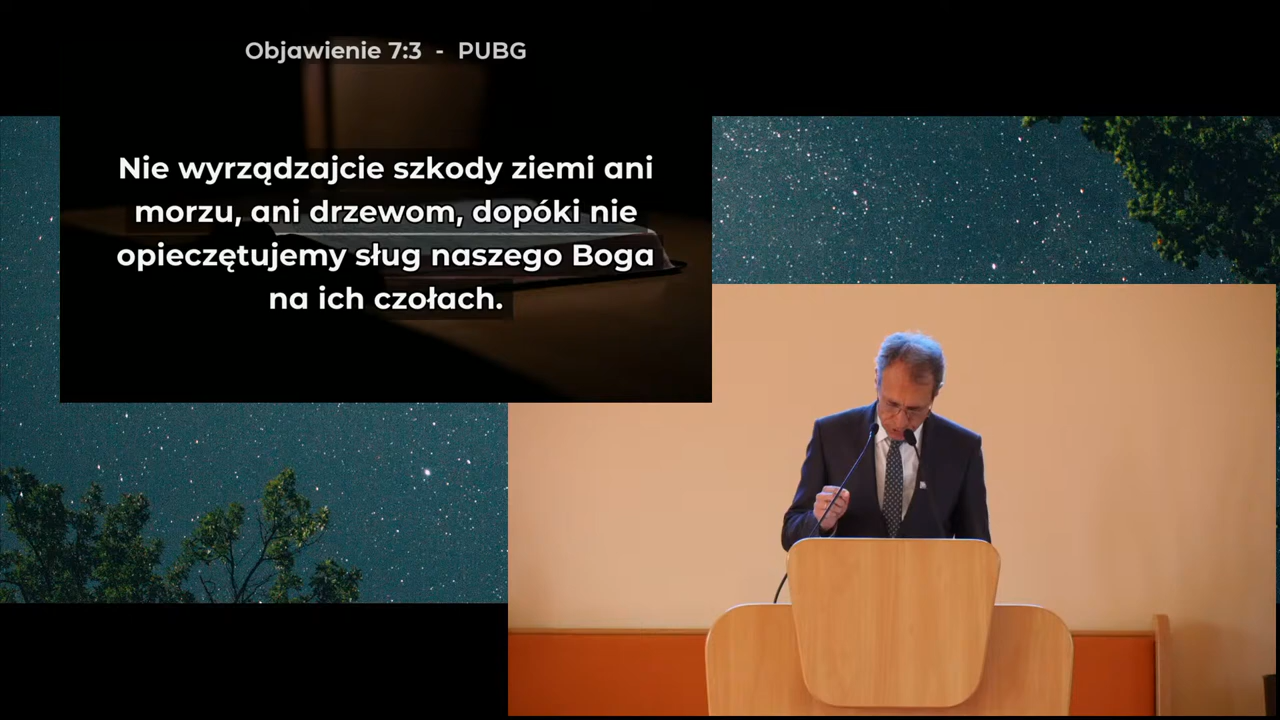 Objawienie 7:3 - PUBG
Nie wyrządzajcie szkody ziemi ani
morzu, ani drzewom, dopóki nie
opieczętujemy sług naszego Boga
na ich czołach.